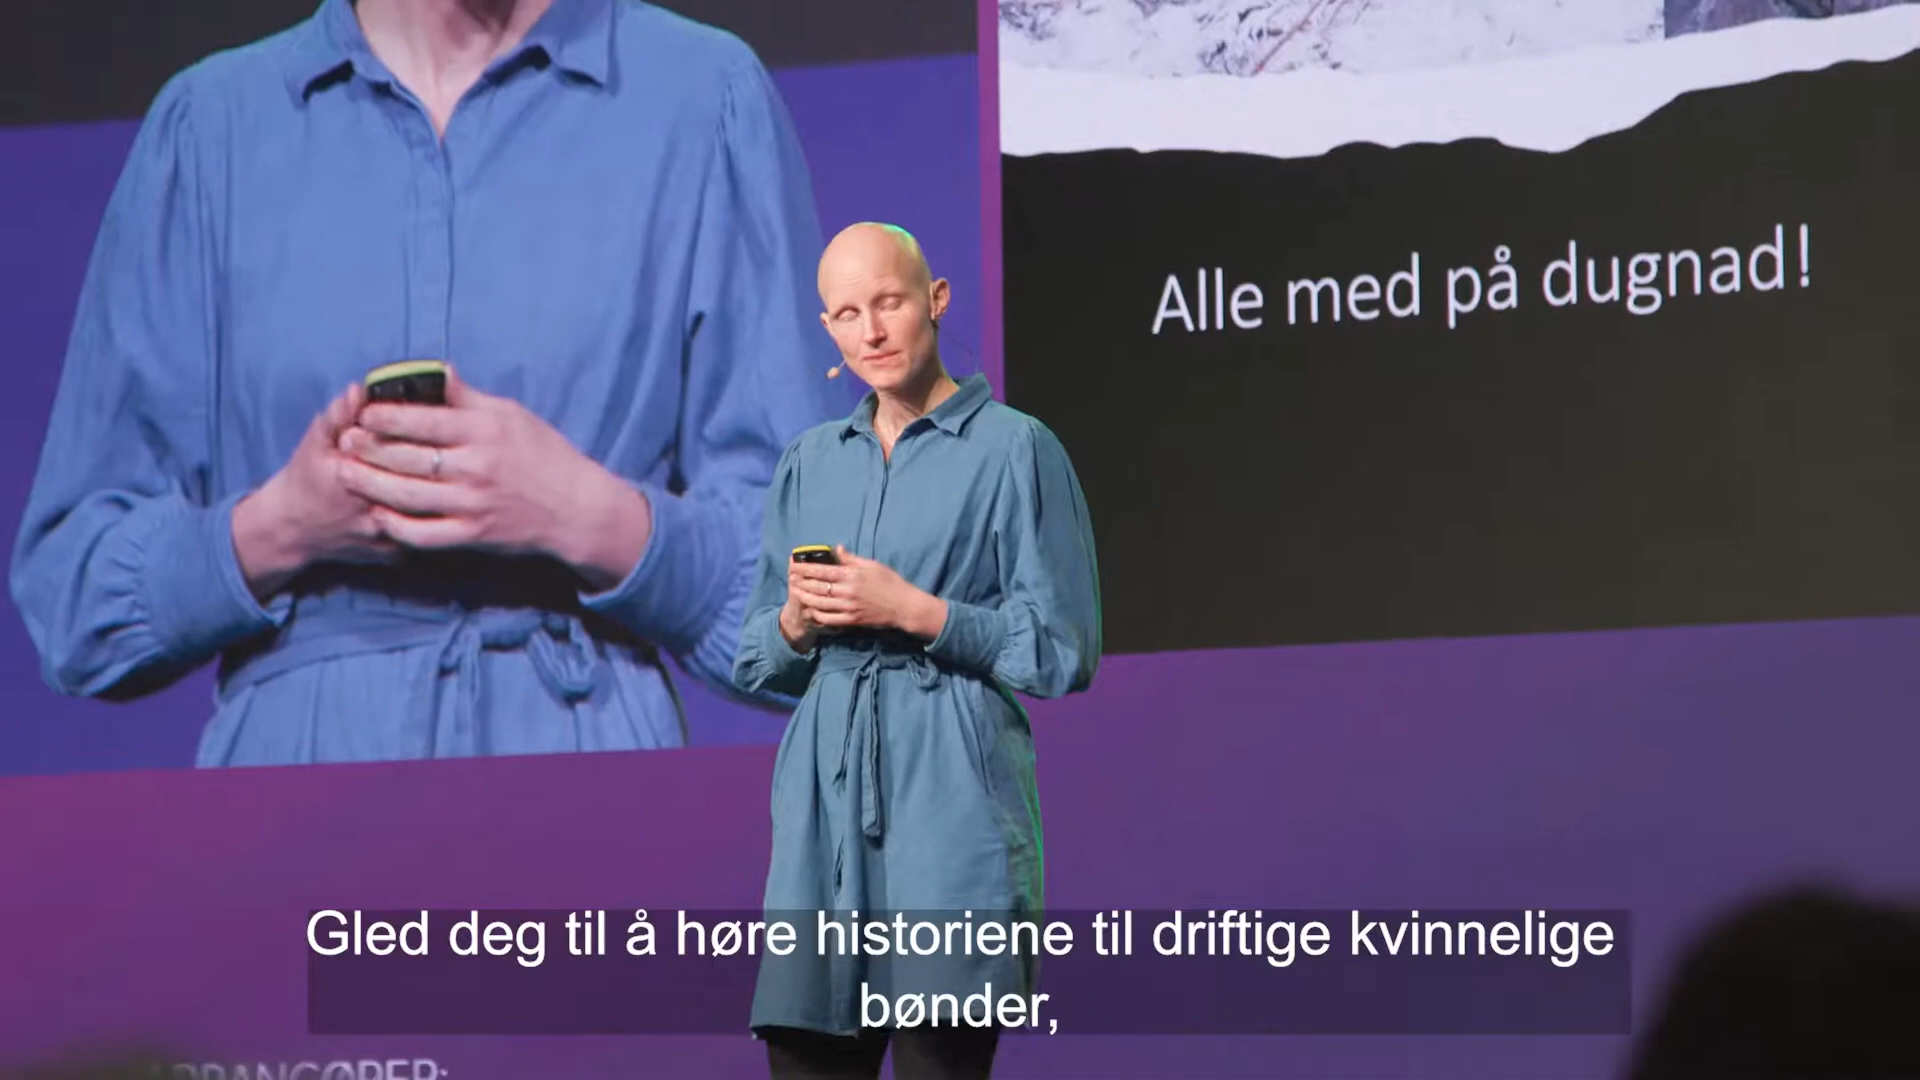 Alle med på dugnad!
Gled deg til å høre historiene til driftige kvinnelige
bønder,